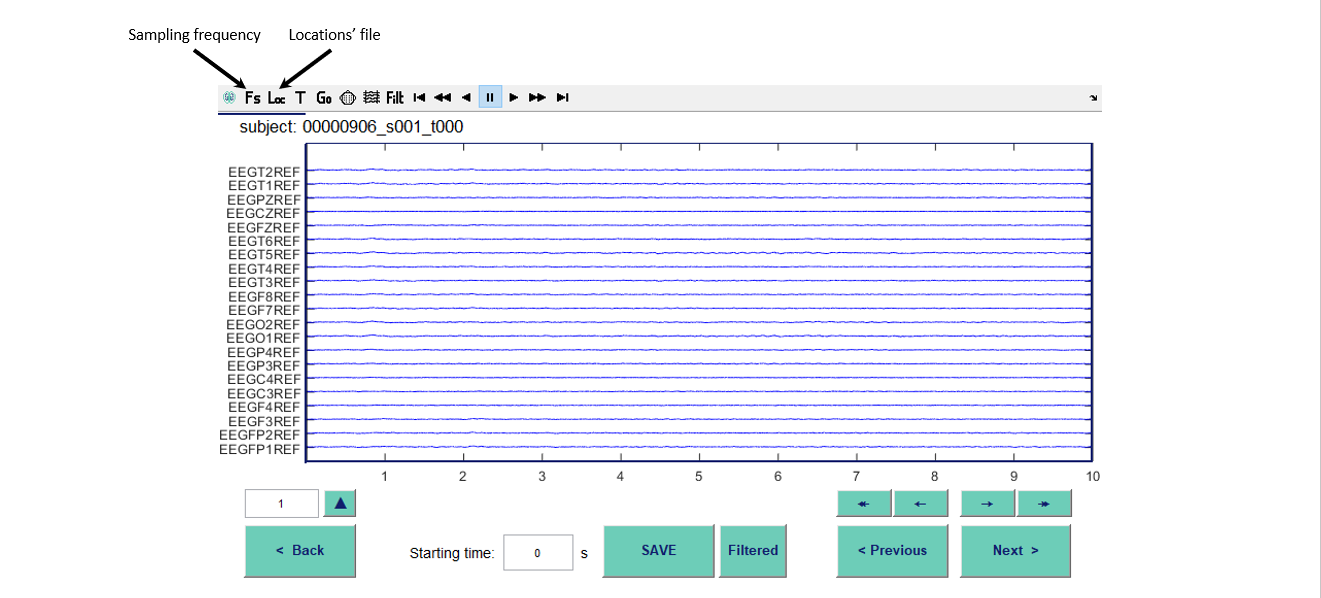 Sampling frequency Locations' file
Fs Loc T Go Filt
subject: 00000906_s001_t000
EEGT2REF
EEGT1REF
EEGPZREF
EEGCZREF
EEGFZREF
EEGT6REF
EEGT5REF
EEGT4REF
EEGT3REF
EEGF8REF
EEGF7REF
EEGO2REF
EEGO1REF
EEGP4REF
EEGP3REF
EEGC4REF
EEGC3REF
EEGF4REF
EEGF3REF
EEGFP2REF
EEGFP1REF
1 2 3 4 5 6 7 8 9 10
1
< Back Starting time: 0 s SAVE Filtered < Previous Next >